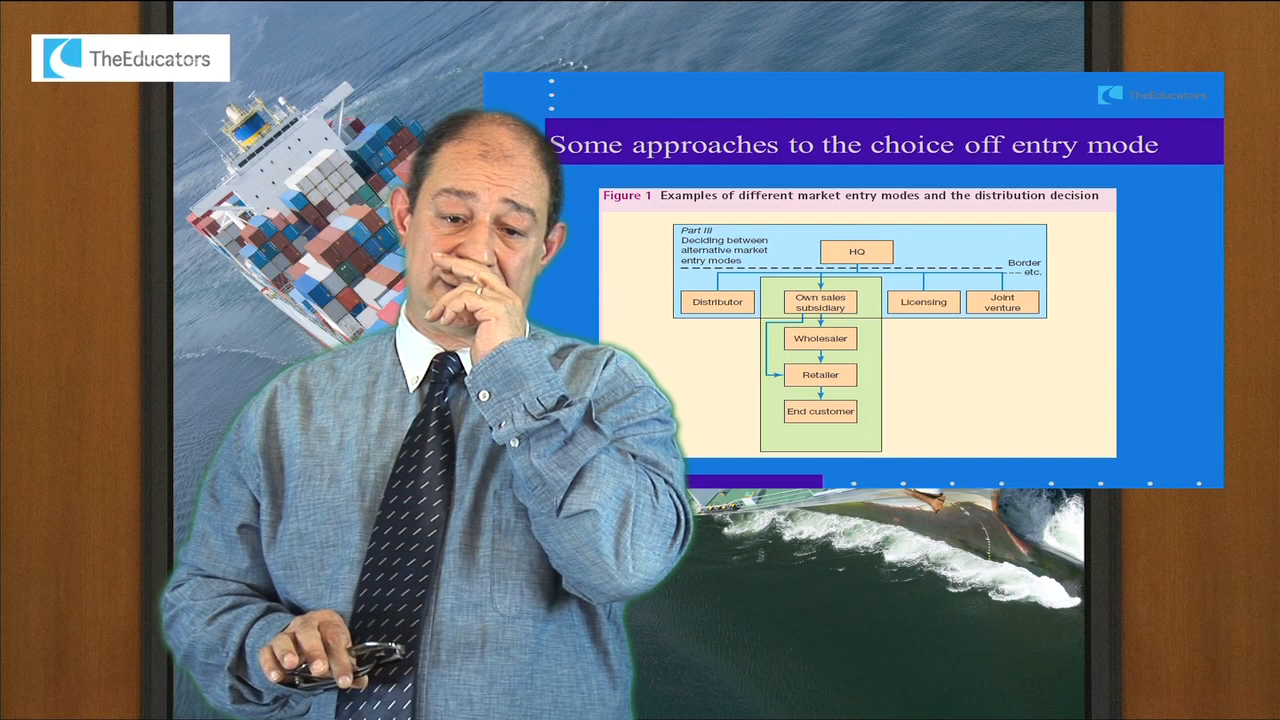 TheEducators
TheEducators
Some approaches to the choice off entry mode
Figure 1 Examples of different market entry modes and the distribution decision
Part III
Deciding between
alternative market
entry modes
HQ
Border
etc.
Distributor
Own sales
subsidiary
Licensing
Joint
venture
Wholesaler
Retailer
End customer